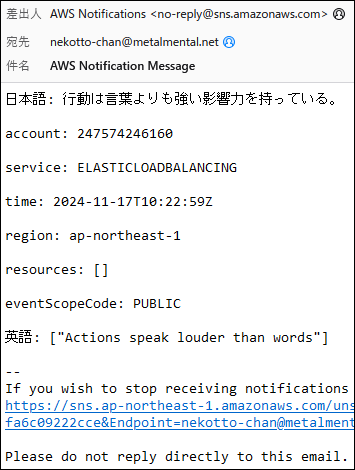 差出人 AWS Notifications <no-reply@sns.amazonaws.com>
宛先 nekotto-chan@metalmental.net
件名 AWS Notification Message
日本語: 行動は言葉よりも強い影響力を持っている。
account: 247574246160
service: ELASTICLOADBALANCING
time: 2024-11-17T10:22:59Z
region: ap-northeast-1
resources: []
eventScopeCode: PUBLIC
英語: ["Actions speak louder than words"]
--
If you wish to stop receiving notifications
https://sns.ap-northeast-1.amazonaws.com/uns
fa6c09222cce&Endpoint=nekotto-chan@metalment
Please do not reply directly to this email.